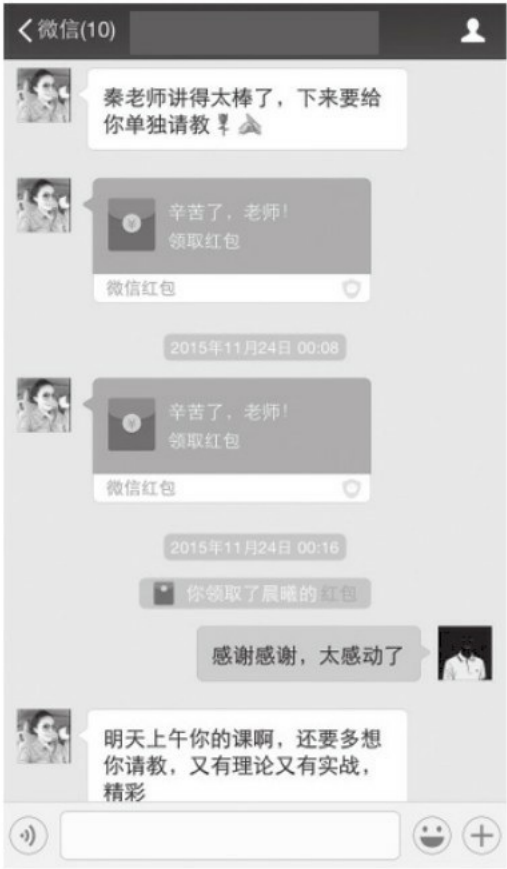 微信(10)
秦老师讲得太棒了，下来要给
你单独请教
辛苦了，老师！
领取红包
微信红包
2015年11月24日 00:08
辛苦了，老师！
领取红包
微信红包
2015年11月24日 00:16
你领取了晨曦的红包
感谢感谢，太感动了
明天上午你的课啊，还要多想
你请教，又有理论又有实战，
精彩